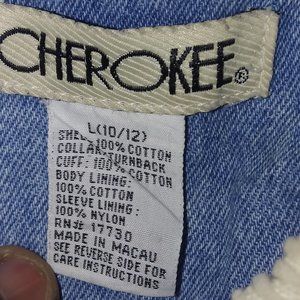 CHEROKEE®
L(10/12)
SHELL: 100% COTTON
COLLAR/TURNBACK
CUFF: 100% COTTON
BODY LINING:
100% COTTON
SLEEVE LINING:
100% NYLON
RN# 17730
MADE IN MACAU
SEE REVERSE SIDE FOR
CARE INSTRUCTIONS